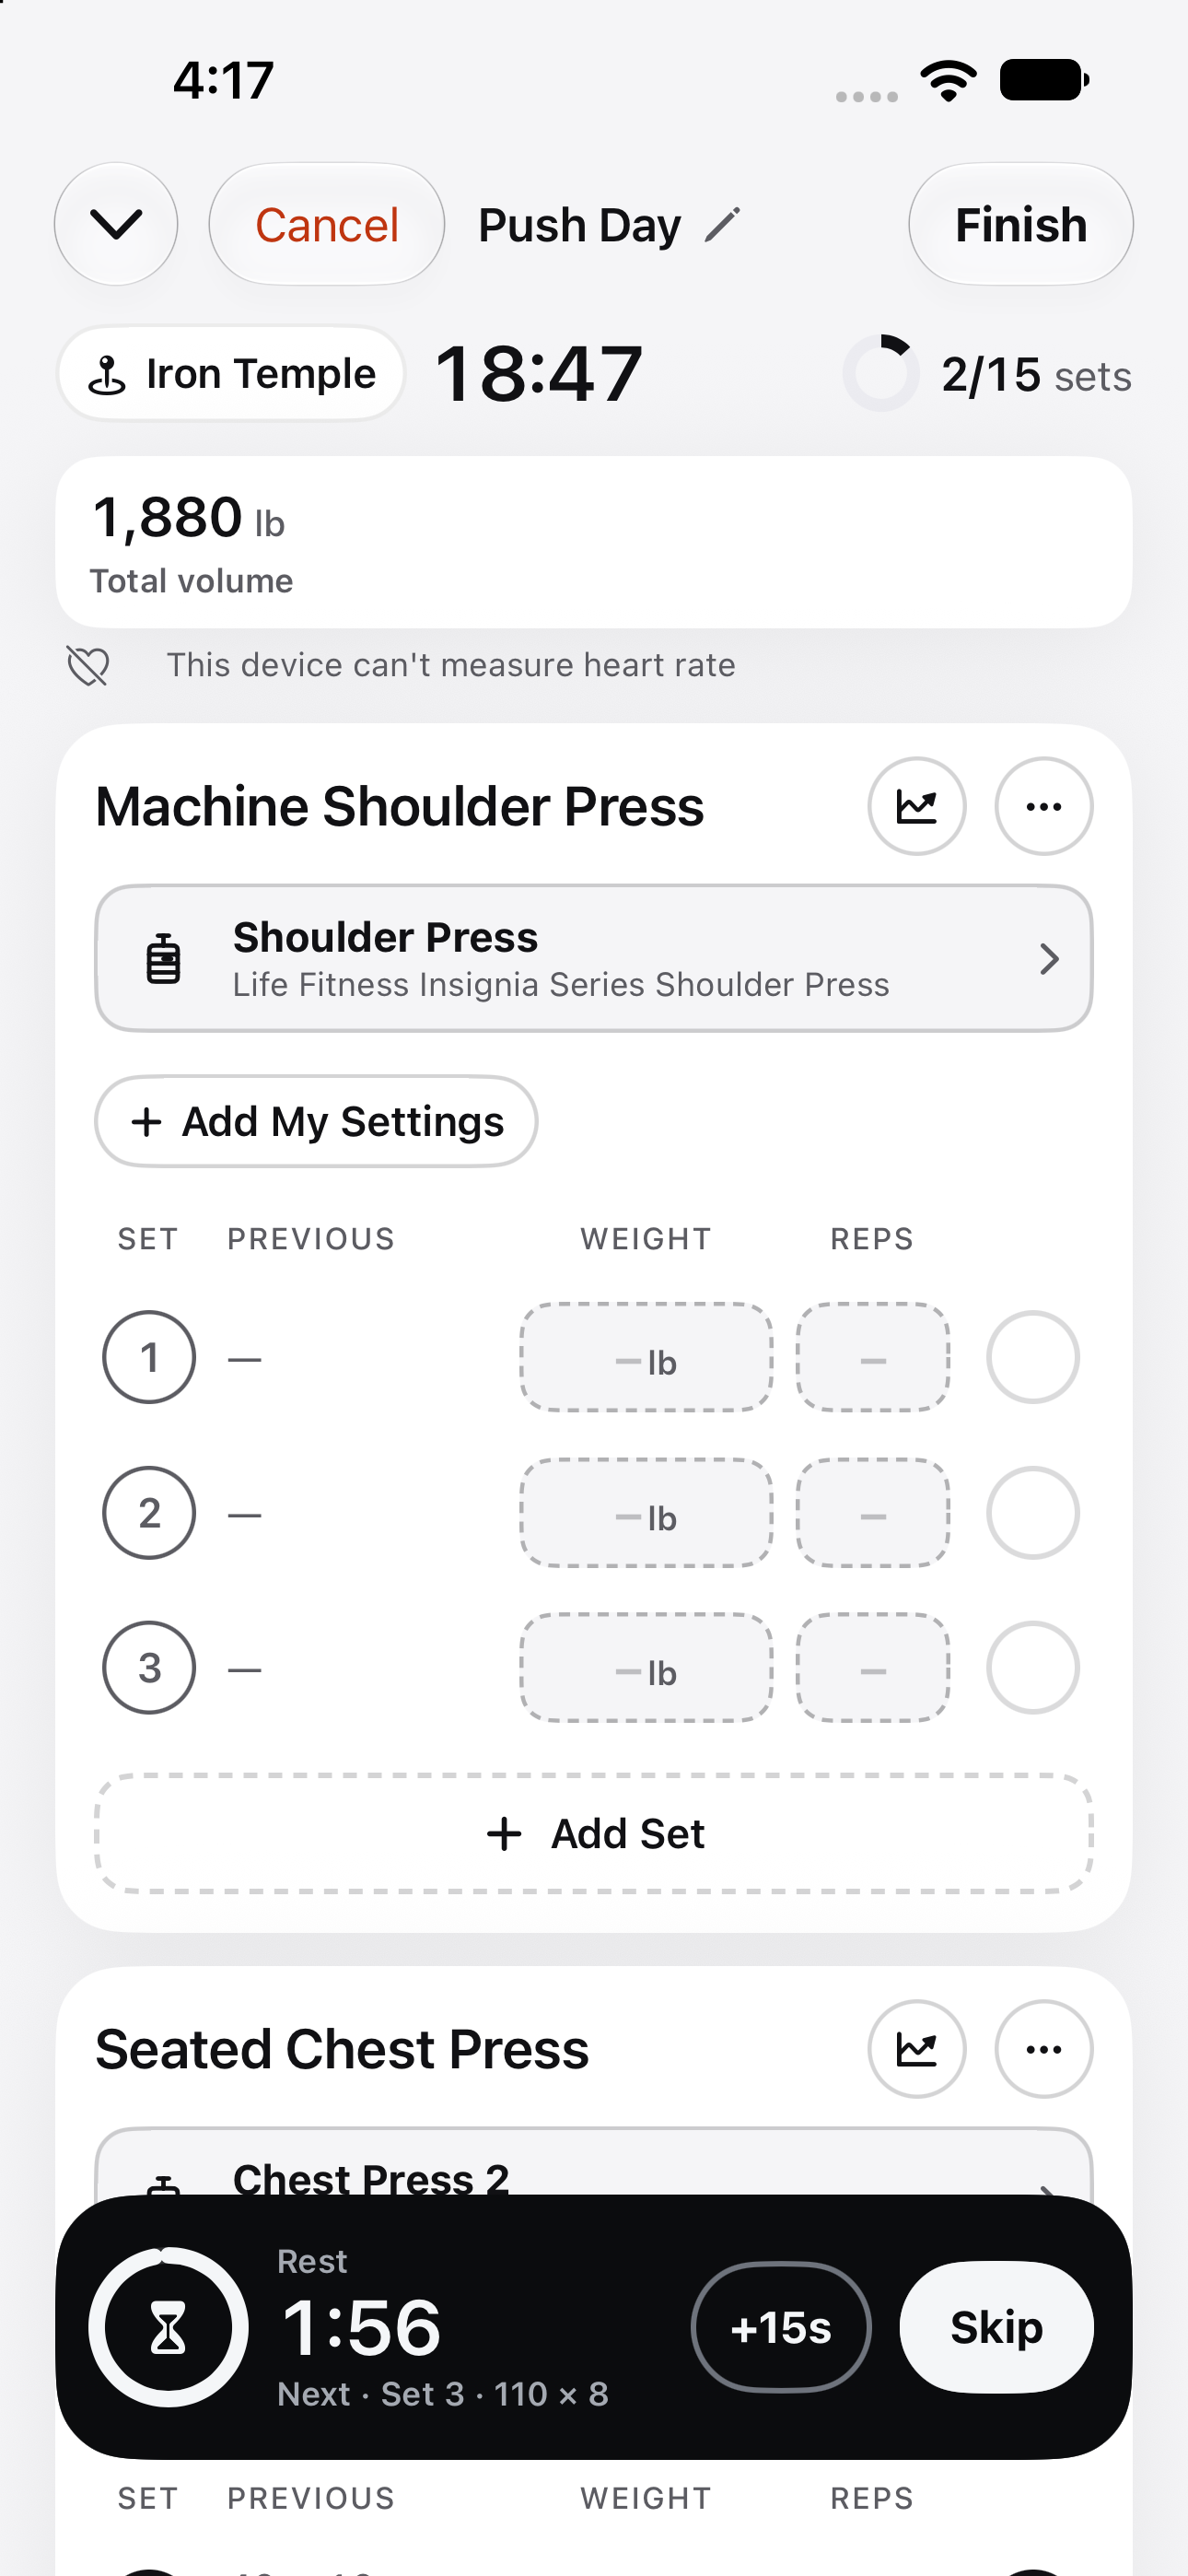 4:17
Cancel
Push Day
Finish
Iron Temple
18:47
2/15 sets
1,880 lb
Total volume
This device can't measure heart rate
Machine Shoulder Press
Shoulder Press
Life Fitness Insignia Series Shoulder Press
+ Add My Settings
SET PREVIOUS WEIGHT REPS
1 — – lb –
2 — – lb –
3 — – lb –
+ Add Set
Seated Chest Press
Chest Press 2
Rest
1:56
Next · Set 3 · 110 × 8
+15s
Skip
SET PREVIOUS WEIGHT REPS